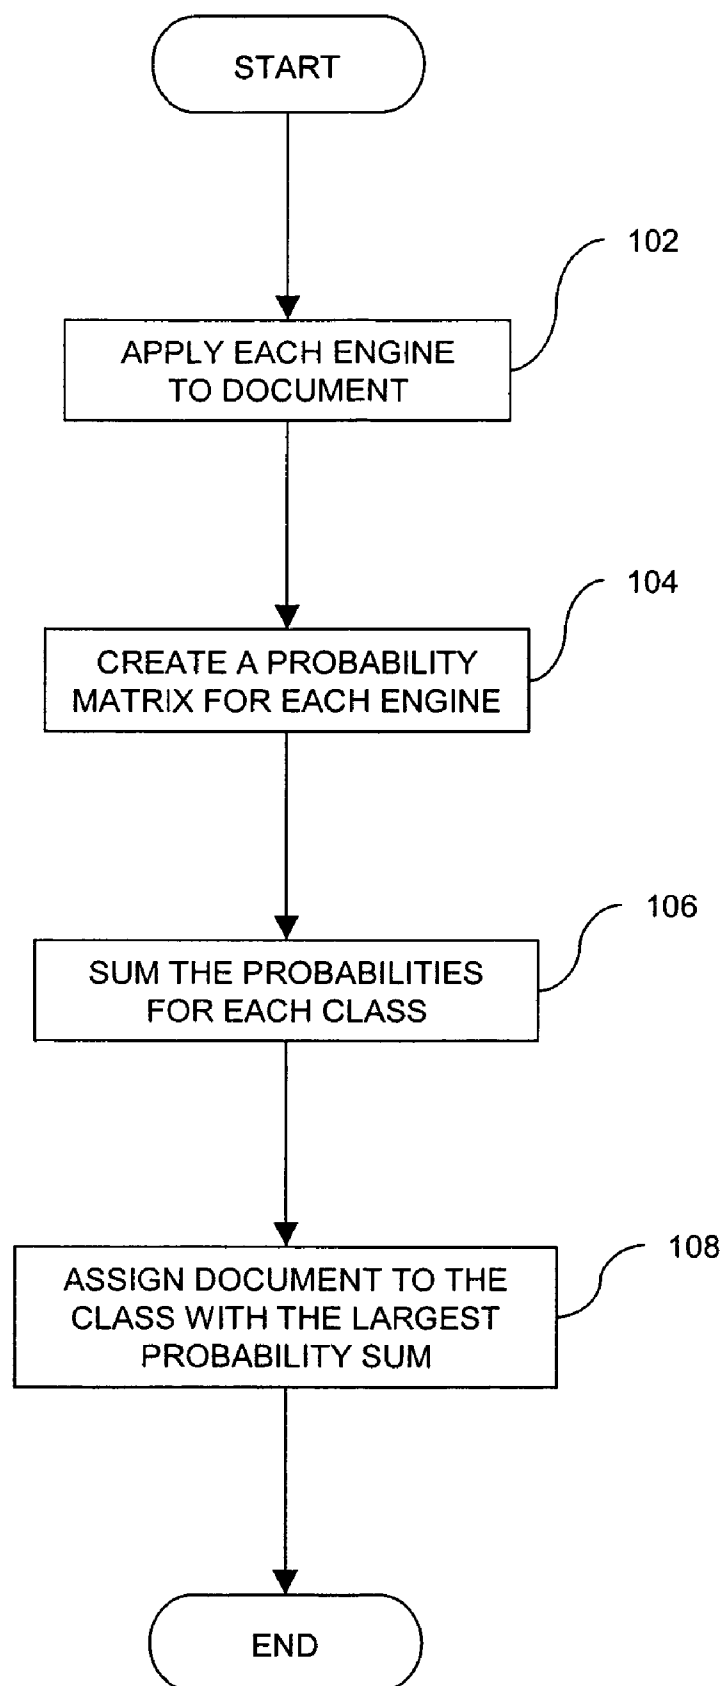 START
102
APPLY EACH ENGINE
TO DOCUMENT
104
CREATE A PROBABILITY
MATRIX FOR EACH ENGINE
106
SUM THE PROBABILITIES
FOR EACH CLASS
108
ASSIGN DOCUMENT TO THE
CLASS WITH THE LARGEST
PROBABILITY SUM
END